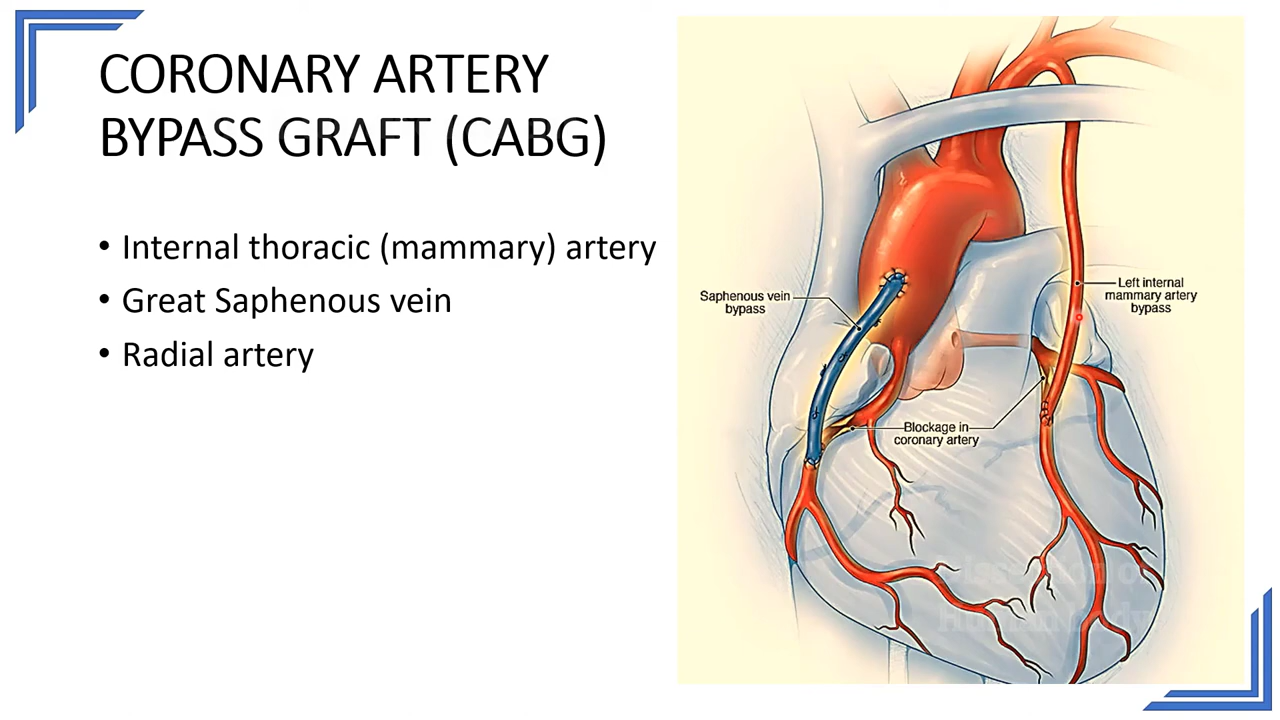 CORONARY ARTERY
BYPASS GRAFT (CABG)
• Internal thoracic (mammary) artery
• Great Saphenous vein
• Radial artery
Saphenous vein
bypass
Left internal
mammary artery
bypass
Blockage in
coronary artery